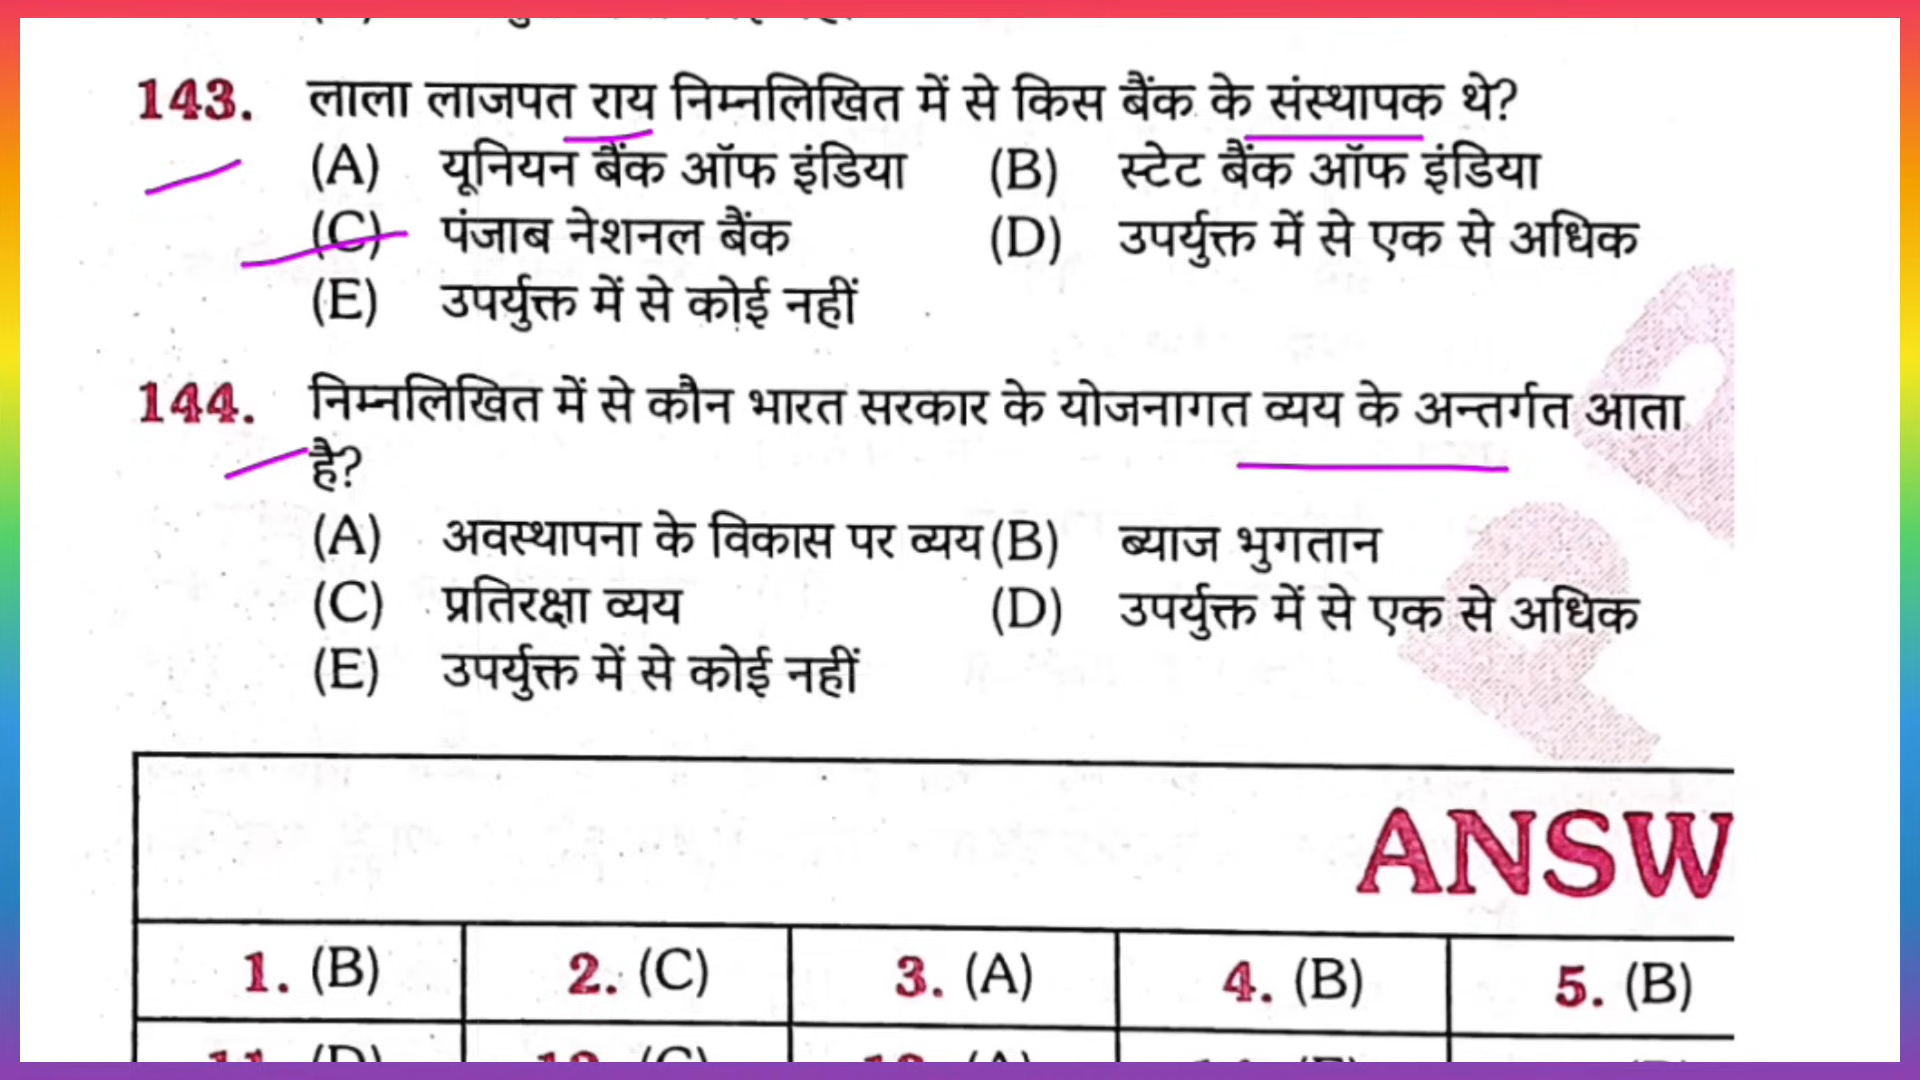 143. लाला लाजपत राय निम्नलिखित में से किस बैंक के संस्थापक थे?
(A) यूनियन बैंक ऑफ इंडिया (B) स्टेट बैंक ऑफ इंडिया
(C) पंजाब नेशनल बैंक (D) उपर्युक्त में से एक से अधिक
(E) उपर्युक्त में से कोई नहीं
144. निम्नलिखित में से कौन भारत सरकार के योजनागत व्यय के अन्तर्गत आता
है?
(A) अवस्थापना के विकास पर व्यय (B) ब्याज भुगतान
(C) प्रतिरक्षा व्यय (D) उपर्युक्त में से एक से अधिक
(E) उपर्युक्त में से कोई नहीं
ANSW
1. (B) 2. (C) 3. (A) 4. (B) 5. (B)